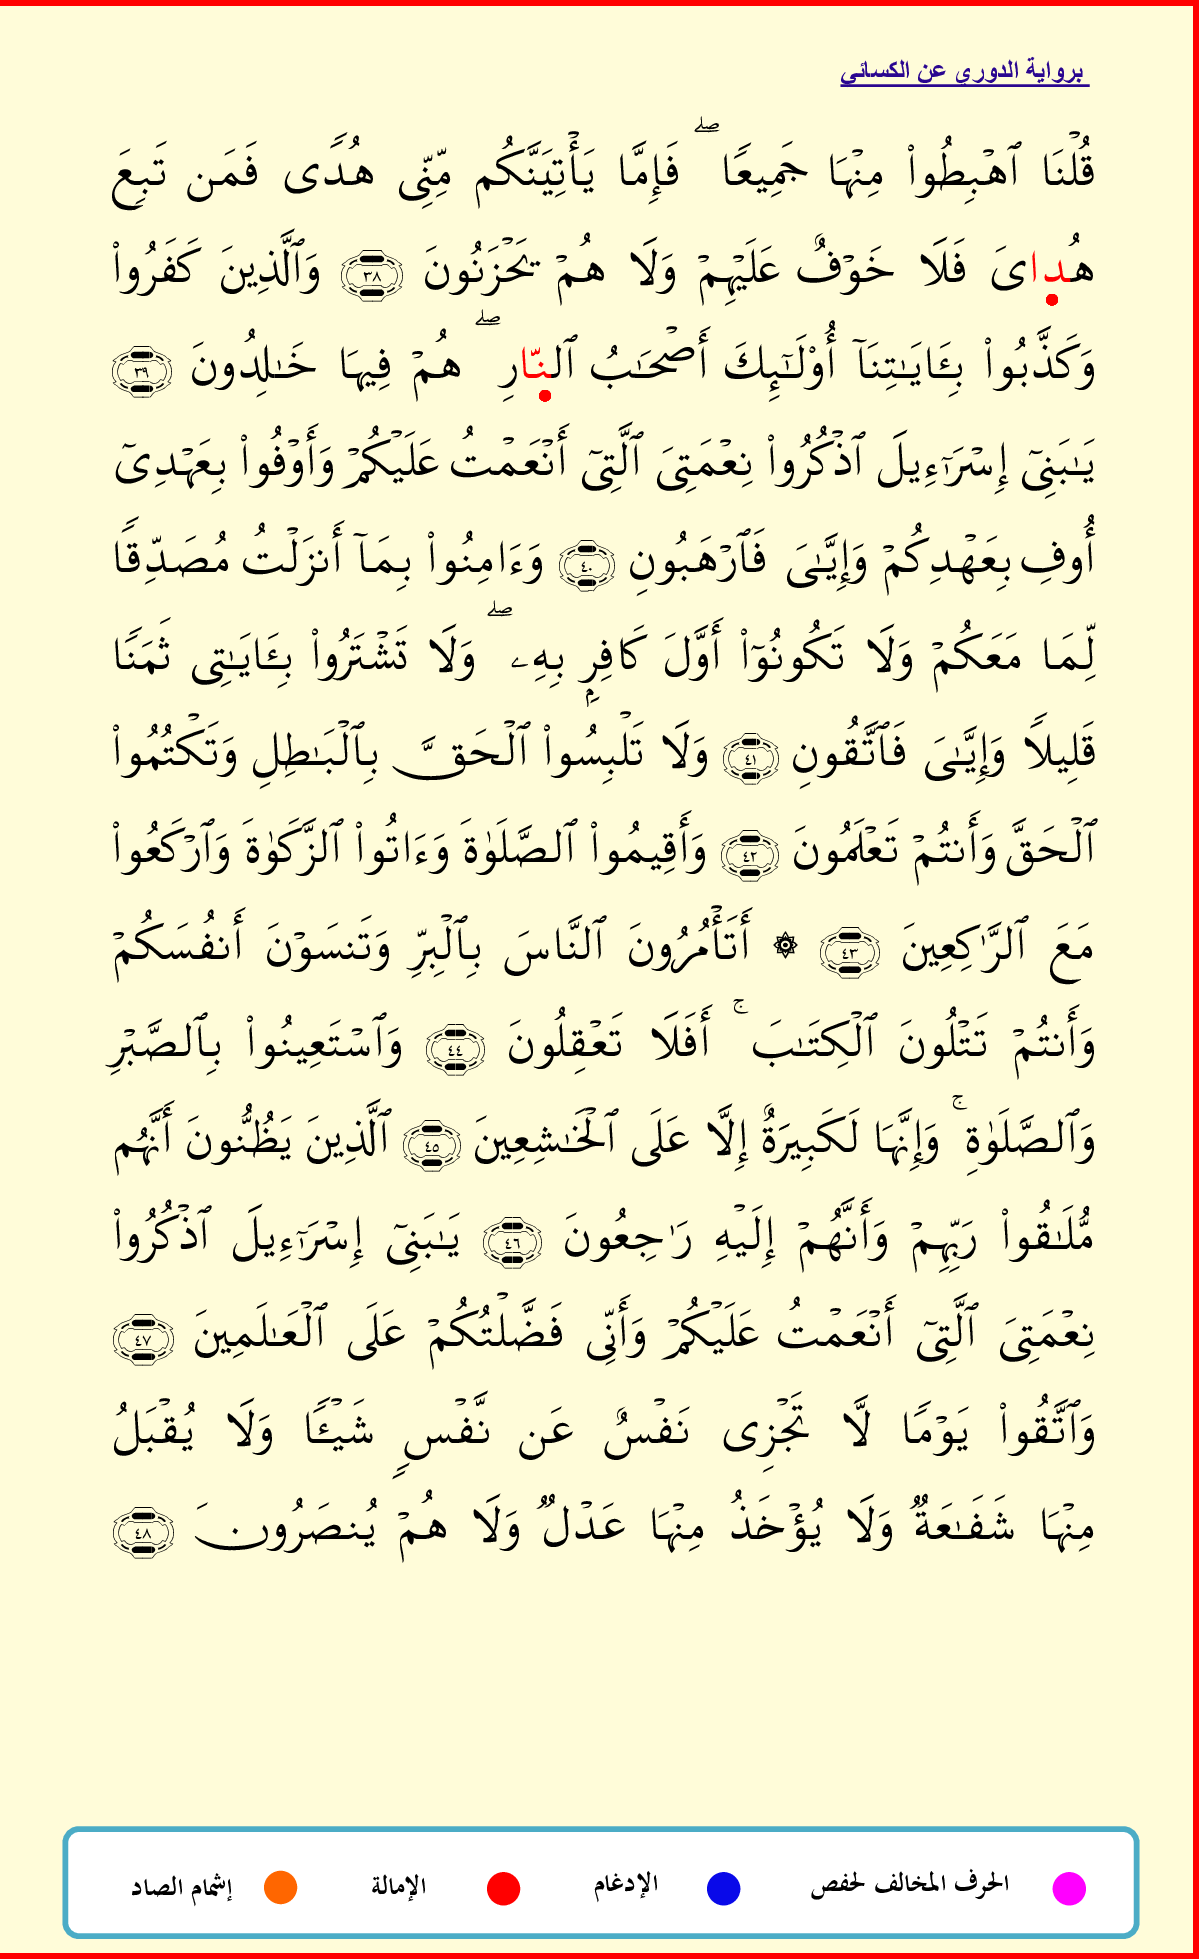 برواية الدوري عن الكسائي
قُلْنَا ٱهْبِطُوا۟ مِنْهَا جَمِيعًا ۖ فَإِمَّا يَأْتِيَنَّكُم مِّنِّى هُدًى فَمَن تَبِعَ
هُدِاىَ فَلَا خَوْفٌ عَلَيْهِمْ وَلَا هُمْ يَحْزَنُونَ ٣٨ وَٱلَّذِينَ كَفَرُوا۟
وَكَذَّبُوا۟ بِـَٔايَـٰتِنَآ أُو۟لَـٰٓئِكَ أَصْحَـٰبُ ٱلنِّارِ ۖ هُمْ فِيهَا خَـٰلِدُونَ ٣٩
يَـٰبَنِىٓ إِسْرَٰٓءِيلَ ٱذْكُرُوا۟ نِعْمَتِىَ ٱلَّتِىٓ أَنْعَمْتُ عَلَيْكُمْ وَأَوْفُوا۟ بِعَهْدِىٓ
أُوفِ بِعَهْدِكُمْ وَإِيَّـٰىَ فَٱرْهَبُونِ ٤٠ وَءَامِنُوا۟ بِمَآ أَنزَلْتُ مُصَدِّقًا
لِّمَا مَعَكُمْ وَلَا تَكُونُوٓا۟ أَوَّلَ كَافِرٍۭ بِهِۦ ۖ وَلَا تَشْتَرُوا۟ بِـَٔايَـٰتِى ثَمَنًا
قَلِيلًا وَإِيَّـٰىَ فَٱتَّقُونِ ٤١ وَلَا تَلْبِسُوا۟ ٱلْحَقَّ بِٱلْبَـٰطِلِ وَتَكْتُمُوا۟
ٱلْحَقَّ وَأَنتُمْ تَعْلَمُونَ ٤٢ وَأَقِيمُوا۟ ٱلصَّلَوٰةَ وَءَاتُوا۟ ٱلزَّكَوٰةَ وَٱرْكَعُوا۟
مَعَ ٱلرَّٰكِعِينَ ٤٣ ۞ أَتَأْمُرُونَ ٱلنَّاسَ بِٱلْبِرِّ وَتَنسَوْنَ أَنفُسَكُمْ
وَأَنتُمْ تَتْلُونَ ٱلْكِتَـٰبَ ۚ أَفَلَا تَعْقِلُونَ ٤٤ وَٱسْتَعِينُوا۟ بِٱلصَّبْرِ
وَٱلصَّلَوٰةِ ۚ وَإِنَّهَا لَكَبِيرَةٌ إِلَّا عَلَى ٱلْخَـٰشِعِينَ ٤٥ ٱلَّذِينَ يَظُنُّونَ أَنَّهُم
مُّلَـٰقُوا۟ رَبِّهِمْ وَأَنَّهُمْ إِلَيْهِ رَٰجِعُونَ ٤٦ يَـٰبَنِىٓ إِسْرَٰٓءِيلَ ٱذْكُرُوا۟
نِعْمَتِىَ ٱلَّتِىٓ أَنْعَمْتُ عَلَيْكُمْ وَأَنِّى فَضَّلْتُكُمْ عَلَى ٱلْعَـٰلَمِينَ ٤٧
وَٱتَّقُوا۟ يَوْمًا لَّا تَجْزِى نَفْسٌ عَن نَّفْسٍ شَيْـًٔا وَلَا يُقْبَلُ
مِنْهَا شَفَـٰعَةٌ وَلَا يُؤْخَذُ مِنْهَا عَدْلٌ وَلَا هُمْ يُنصَرُونَ ٤٨
الحرف المخالف لحفص الإدغام الإمالة إشمام الصاد